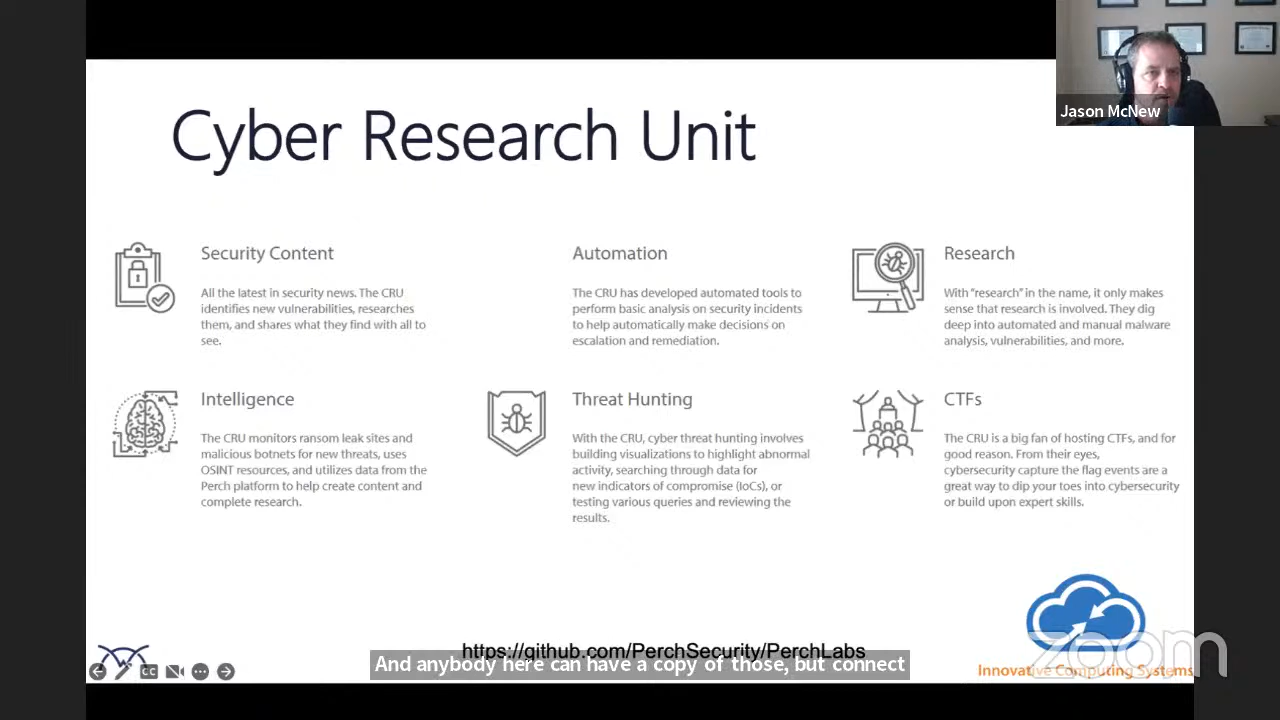 Jason McNew
Cyber Research Unit
Security Content
All the latest in security news. The CRU
identifies new vulnerabilities, researches
them, and shares what they find with all to
see.
Automation
The CRU has developed automated tools to
perform basic analysis on security incidents
to help automatically make decisions on
escalation and remediation.
Research
With “research” in the name, it only makes
sense that research is involved. They dig
deep into automated and manual malware
analysis, vulnerabilities, and more.
Intelligence
The CRU monitors ransom leak sites and
malicious botnets for new threats, uses
OSINT resources, and utilizes data from the
Perch platform to help create content and
complete research.
Threat Hunting
With the CRU, cyber threat hunting involves
building visualizations to highlight abnormal
activity, searching through data for
new indicators of compromise (IoCs), or
testing various queries and reviewing the
results.
CTFs
The CRU is a big fan of hosting CTFs, and for
good reason. From their eyes,
cybersecurity capture the flag events are a
great way to dip your toes into cybersecurity
or build upon expert skills.
https://github.com/PerchSecurity/PerchLabs
And anybody here can have a copy of those, but connect
CC
zoom
Innovative Computing Systems